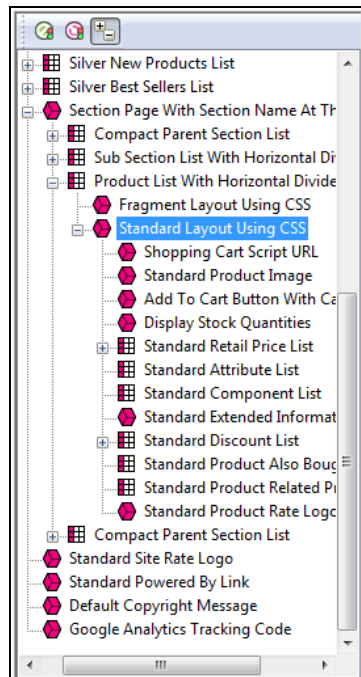 Silver New Products List
Silver Best Sellers List
Section Page With Section Name At Th
Compact Parent Section List
Sub Section List With Horizontal Di
Product List With Horizontal Divide
Fragment Layout Using CSS
Standard Layout Using CSS
Shopping Cart Script URL
Standard Product Image
Add To Cart Button With Ca
Display Stock Quantities
Standard Retail Price List
Standard Attribute List
Standard Component List
Standard Extended Informat
Standard Discount List
Standard Product Also Boug
Standard Product Related Pr
Standard Product Rate Logo
Compact Parent Section List
Standard Site Rate Logo
Standard Powered By Link
Default Copyright Message
Google Analytics Tracking Code